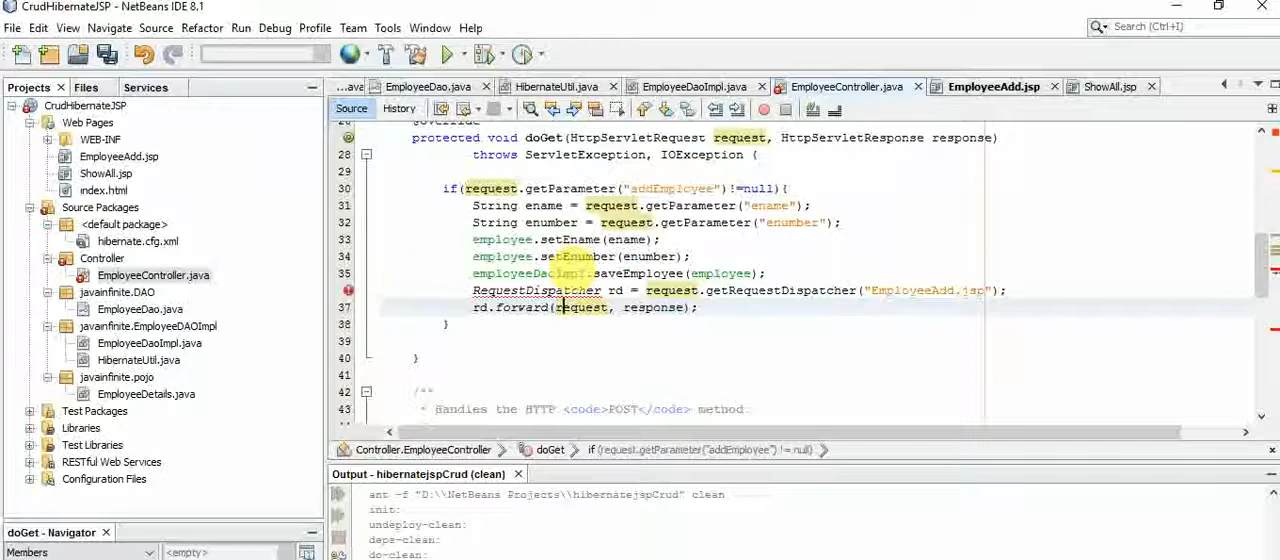 CrudHibernateJSP - NetBeans IDE 8.1
File Edit View Navigate Source Refactor Run Debug Profile Team Tools Window Help
Search (Ctrl+I)
Projects Files Services
...ava EmployeeDao.java HibernateUtil.java EmployeeDaoImpl.java EmployeeController.java EmployeeAdd.jsp ShowAll.jsp
Source History
CrudHibernateJSP
Web Pages
WEB-INF
EmployeeAdd.jsp
ShowAll.jsp
index.html
Source Packages
<default package>
hibernate.cfg.xml
Controller
EmployeeController.java
javainfinite.DAO
EmployeeDao.java
javainfinite.EmployeeDAOImpl
EmployeeDaoImpl.java
HibernateUtil.java
javainfinite.pojo
EmployeeDetails.java
Test Packages
Libraries
Test Libraries
RESTful Web Services
Configuration Files
protected void doGet(HttpServletRequest request, HttpServletResponse response)
28 throws ServletException, IOException {
29
30 if(request.getParameter("addEmployee")!=null){
31 String ename = request.getParameter("ename");
32 String enumber = request.getParameter("enumber");
33 employee.setEname(ename);
34 employee.setEnumber(enumber);
35 employeeDaoImpl.saveEmployee(employee);
RequestDispatcher rd = request.getRequestDispatcher("EmployeeAdd.jsp");
37 rd.forward(request, response);
38 }
39
40 }
41
42 /**
43 * Handles the HTTP <code>POST</code> method.
Controller.EmployeeController doGet if (request.getParameter("addEmployee") != null)
Output - hibernatejspCrud (clean)
ant -f "D:\\NetBeans Projects\\hibernatejspCrud" clean
init:
undeploy-clean:
deps-clean:
do-clean:
doGet - Navigator
Members <empty>